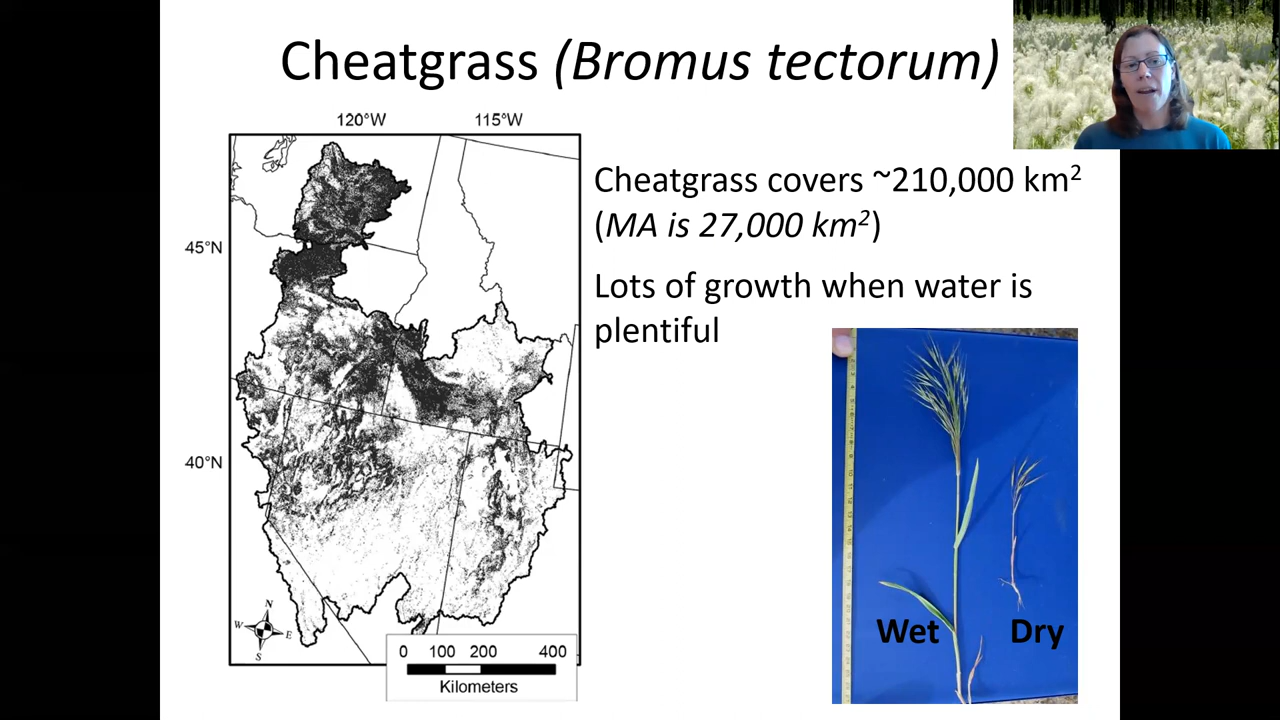 Cheatgrass (Bromus tectorum)
120°W 115°W
45°N
40°N
N
W E
S
0 100 200 400
Kilometers
Cheatgrass covers ~210,000 km²
(MA is 27,000 km²)
Lots of growth when water is
plentiful
Wet Dry